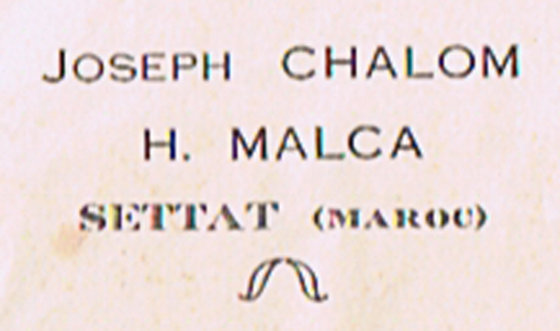 Joseph CHALOM
H. MALCA
SETTAT (MAROC)